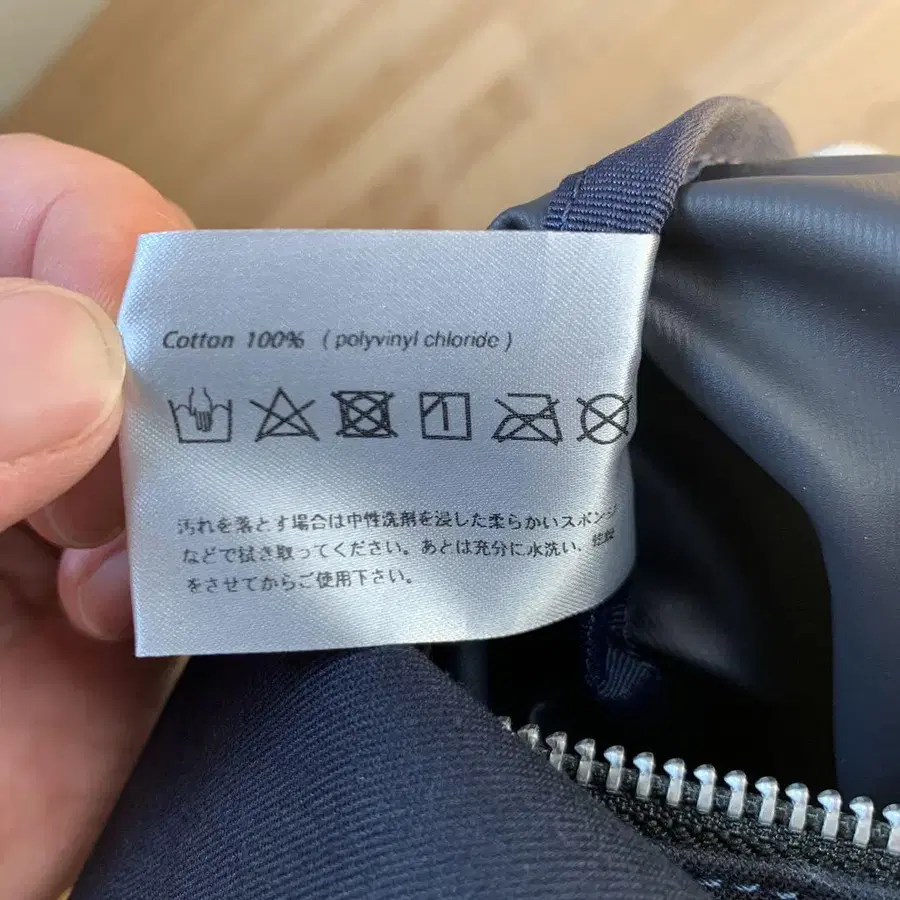 Cotton 100% ( polyvinyl chloride )
汚れを落とす場合は中性洗剤を浸した柔らかいスポンジ
などで拭き取ってください。あとは充分に水洗い、乾燥
をさせてからご使用下さい。